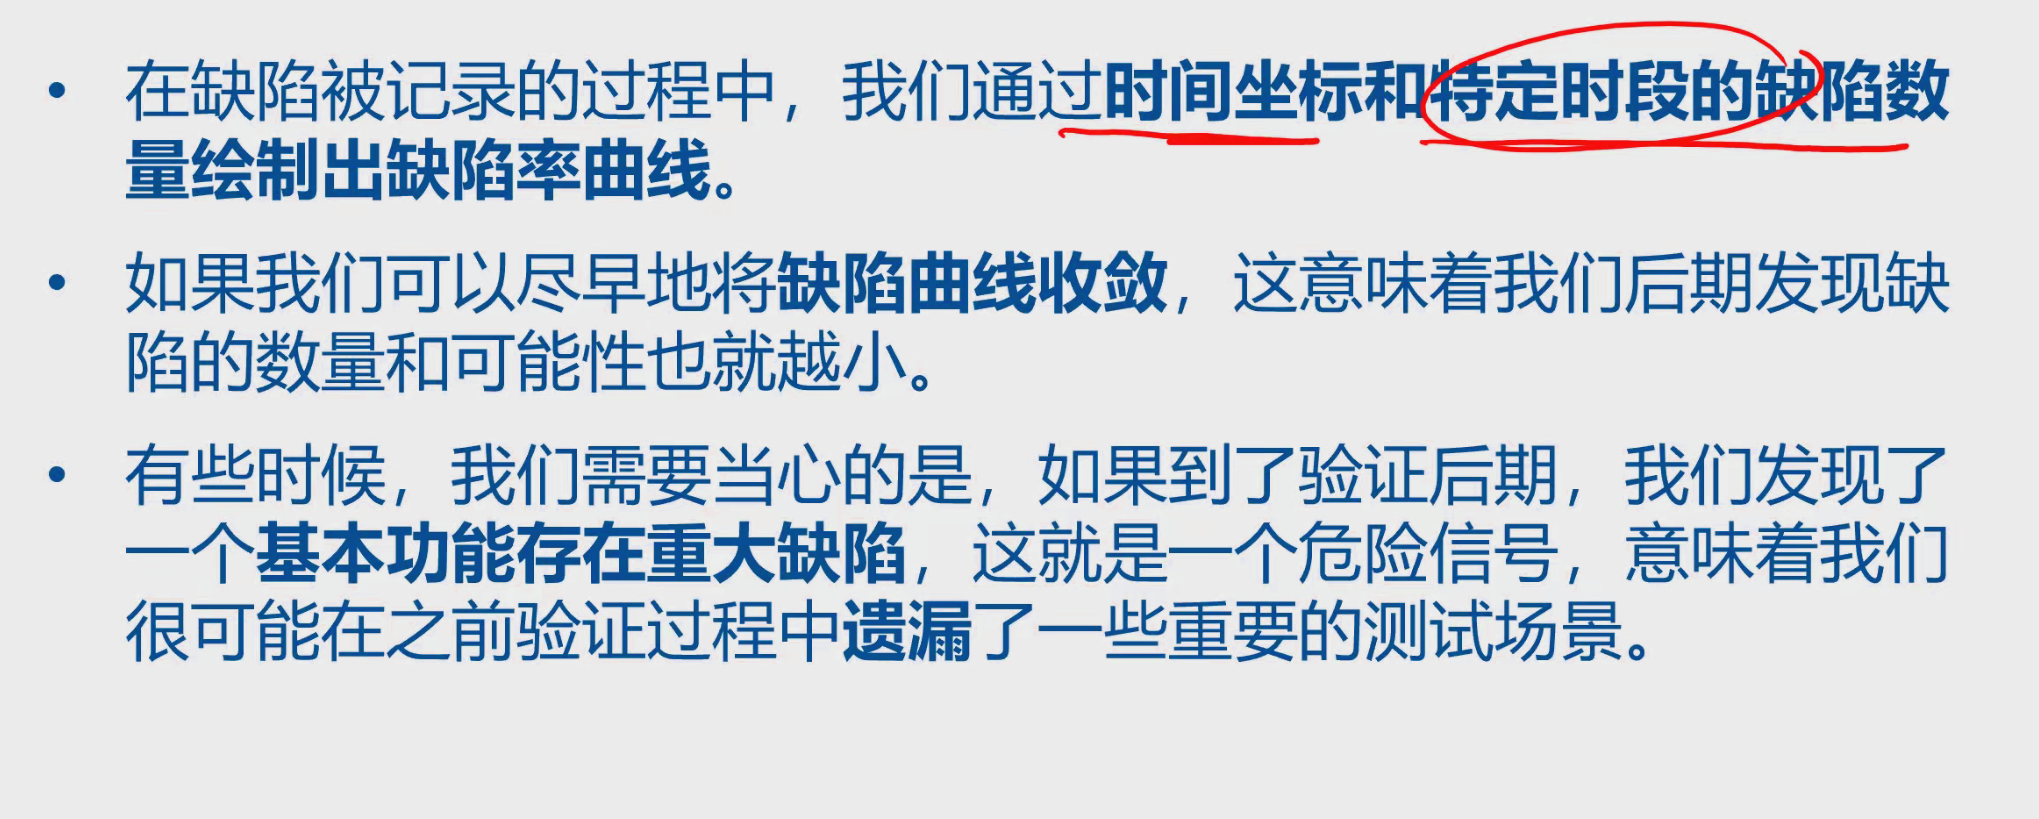 • 在缺陷被记录的过程中，我们通过时间坐标和特定时段的缺陷数
量绘制出缺陷率曲线。
• 如果我们可以尽早地将缺陷曲线收敛，这意味着我们后期发现缺
陷的数量和可能性也就越小。
• 有些时候，我们需要当心的是，如果到了验证后期，我们发现了
一个基本功能存在重大缺陷，这就是一个危险信号，意味着我们
很可能在之前验证过程中遗漏了一些重要的测试场景。